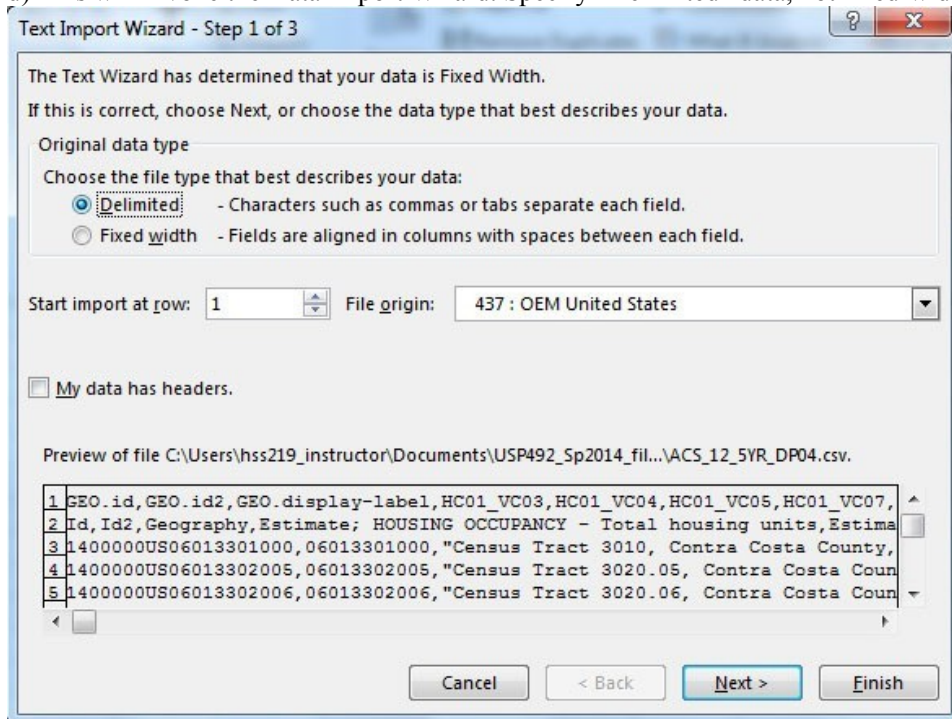 Text Import Wizard - Step 1 of 3
The Text Wizard has determined that your data is Fixed Width.
If this is correct, choose Next, or choose the data type that best describes your data.
Original data type
Choose the file type that best describes your data:
Delimited - Characters such as commas or tabs separate each field.
Fixed width - Fields are aligned in columns with spaces between each field.
Start import at row: 1 File origin: 437 : OEM United States
My data has headers.
Preview of file C:\Users\hss219_instructor\Documents\USP492_Sp2014_fil...\ACS_12_5YR_DP04.csv.
1 GEO.id,GEO.id2,GEO.display-label,HC01_VC03,HC01_VC04,HC01_VC05,HC01_VC07,
2 Id,Id2,Geography,Estimate; HOUSING OCCUPANCY - Total housing units,Estima
3 1400000US06013301000,06013301000,"Census Tract 3010, Contra Costa County,
4 1400000US06013302005,06013302005,"Census Tract 3020.05, Contra Costa Coun
5 1400000US06013302006,06013302006,"Census Tract 3020.06, Contra Costa Coun
Cancel < Back Next > Finish